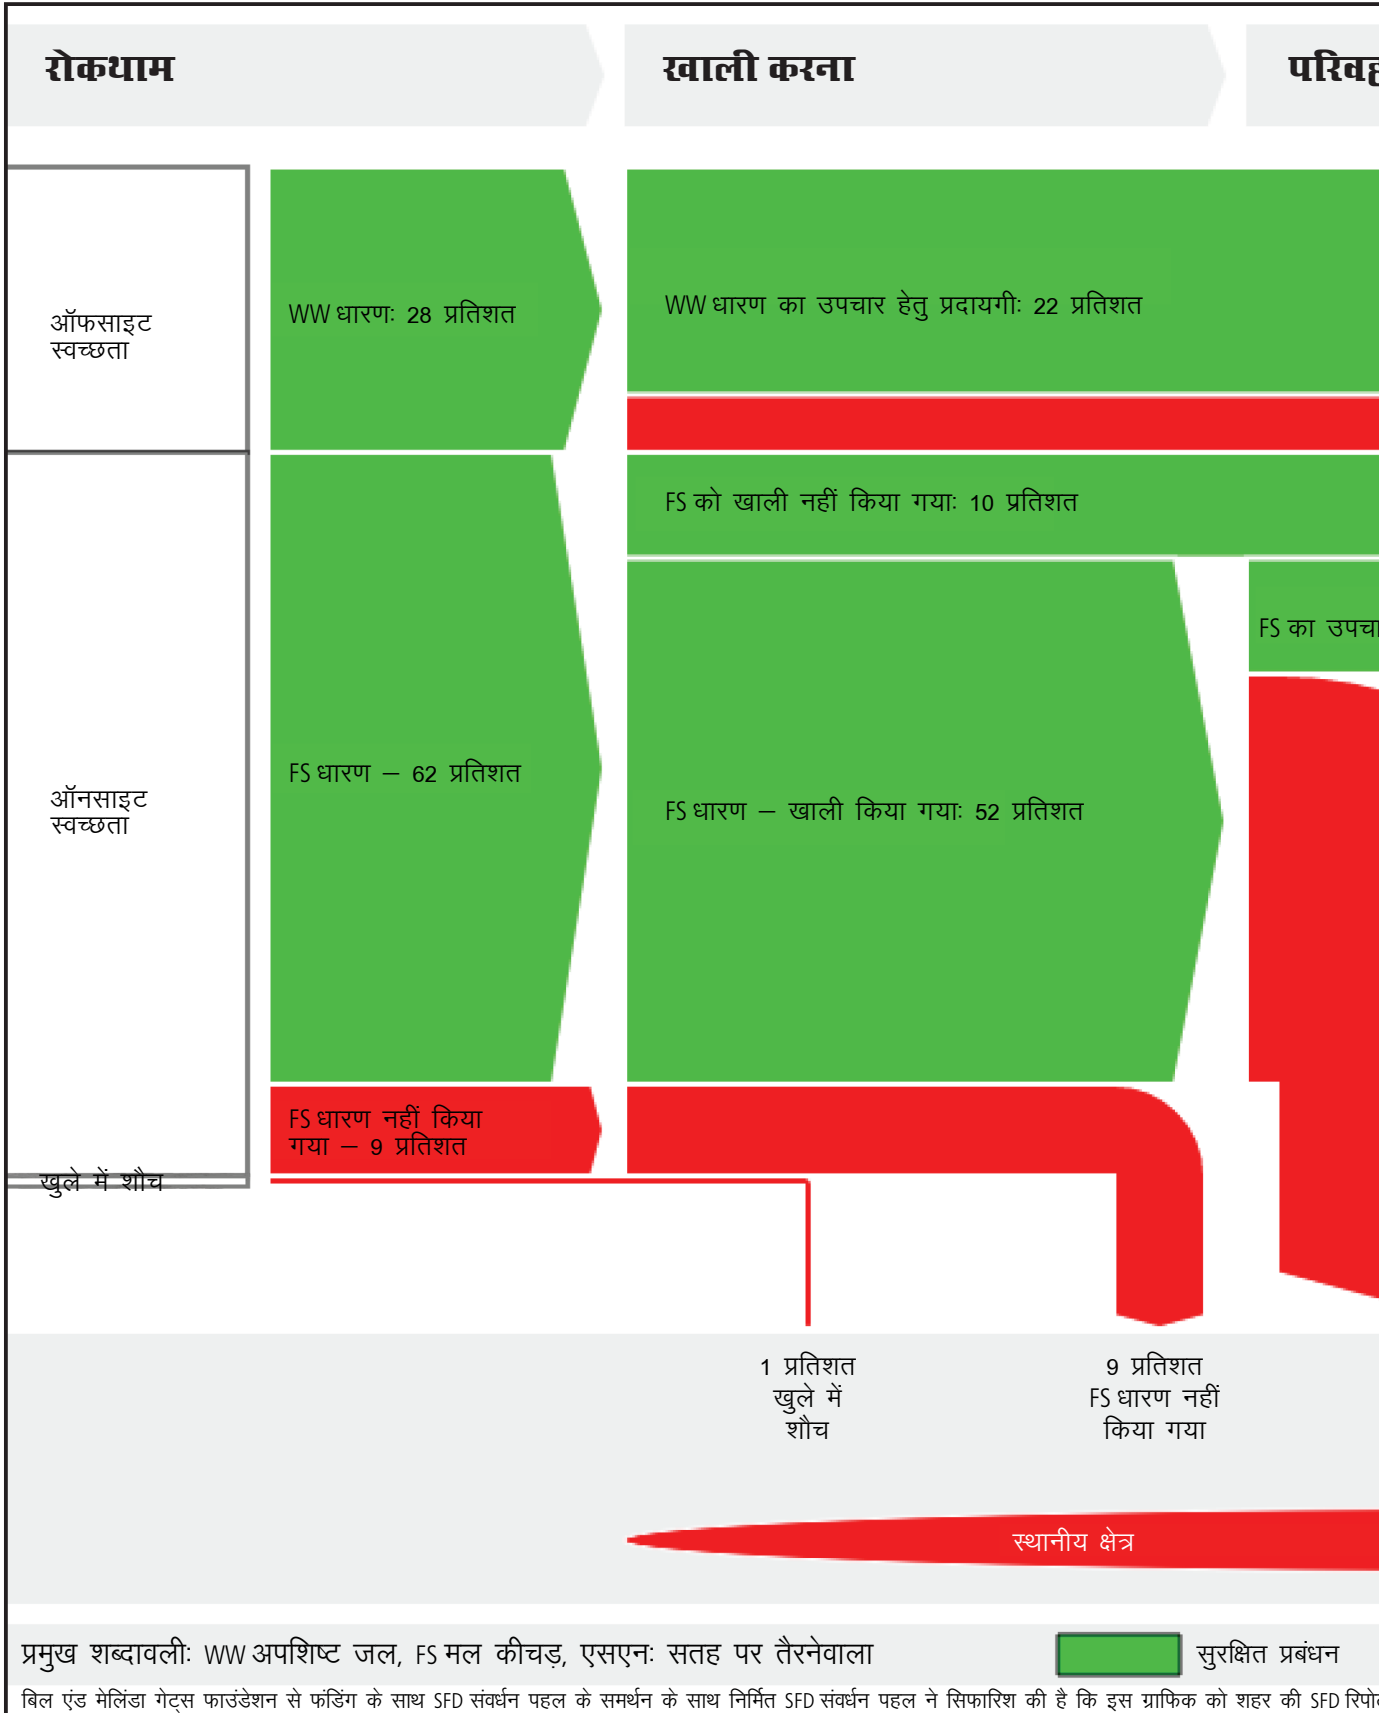 रोकथाम
खाली करना
ऑफसाइट
स्वच्छता
WW धारण: 28 प्रतिशत
WW धारण का उपचार हेतु प्रदायगी: 22 प्रतिशत
FS को खाली नहीं किया गया: 10 प्रतिशत
FS का
ऑनसाइट
स्वच्छता
FS धारण – 62 प्रतिशत
FS धारण – खाली किया गया: 52 प्रतिशत
FS धारण नहीं किया
गया – 9 प्रतिशत
खुले में शौच
1 प्रतिशत
खुले में
शौच
9 प्रतिशत
FS धारण नहीं
किया गया
स्थानीय क्षेत्र
प्रमुख शब्दावली: WW अपशिष्ट जल, FS मल कीचड़, एसएन: सतह पर तैरनेवाला
सुरक्षित प्रबंधन
बिल एंड मेलिंडा गेट्स फाउंडेशन से फंडिंग के साथ SFD संवर्धन पहल के समर्थन के साथ निर्मित SFD संवर्धन पहल ने सिफारिश की है कि इस ग्राफिक को शहर की SFD